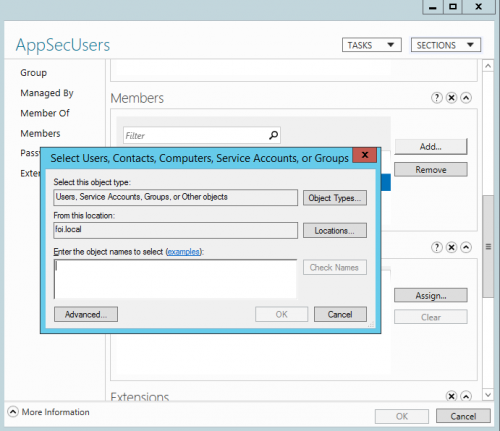 AppSecUsers
TASKS
SECTIONS
Group
Managed By
Member Of
Members
Exten
Members
Filter
Add...
Remove
Select Users, Contacts, Computers, Service Accounts, or Groups
Select this object type:
Users, Service Accounts, Groups, or Other objects
Object Types...
From this location:
foi.local
Locations...
Enter the object names to select (examples):
Check Names
Advanced...
OK
Cancel
Assign...
Clear
Extensions
More Information
OK
Cancel